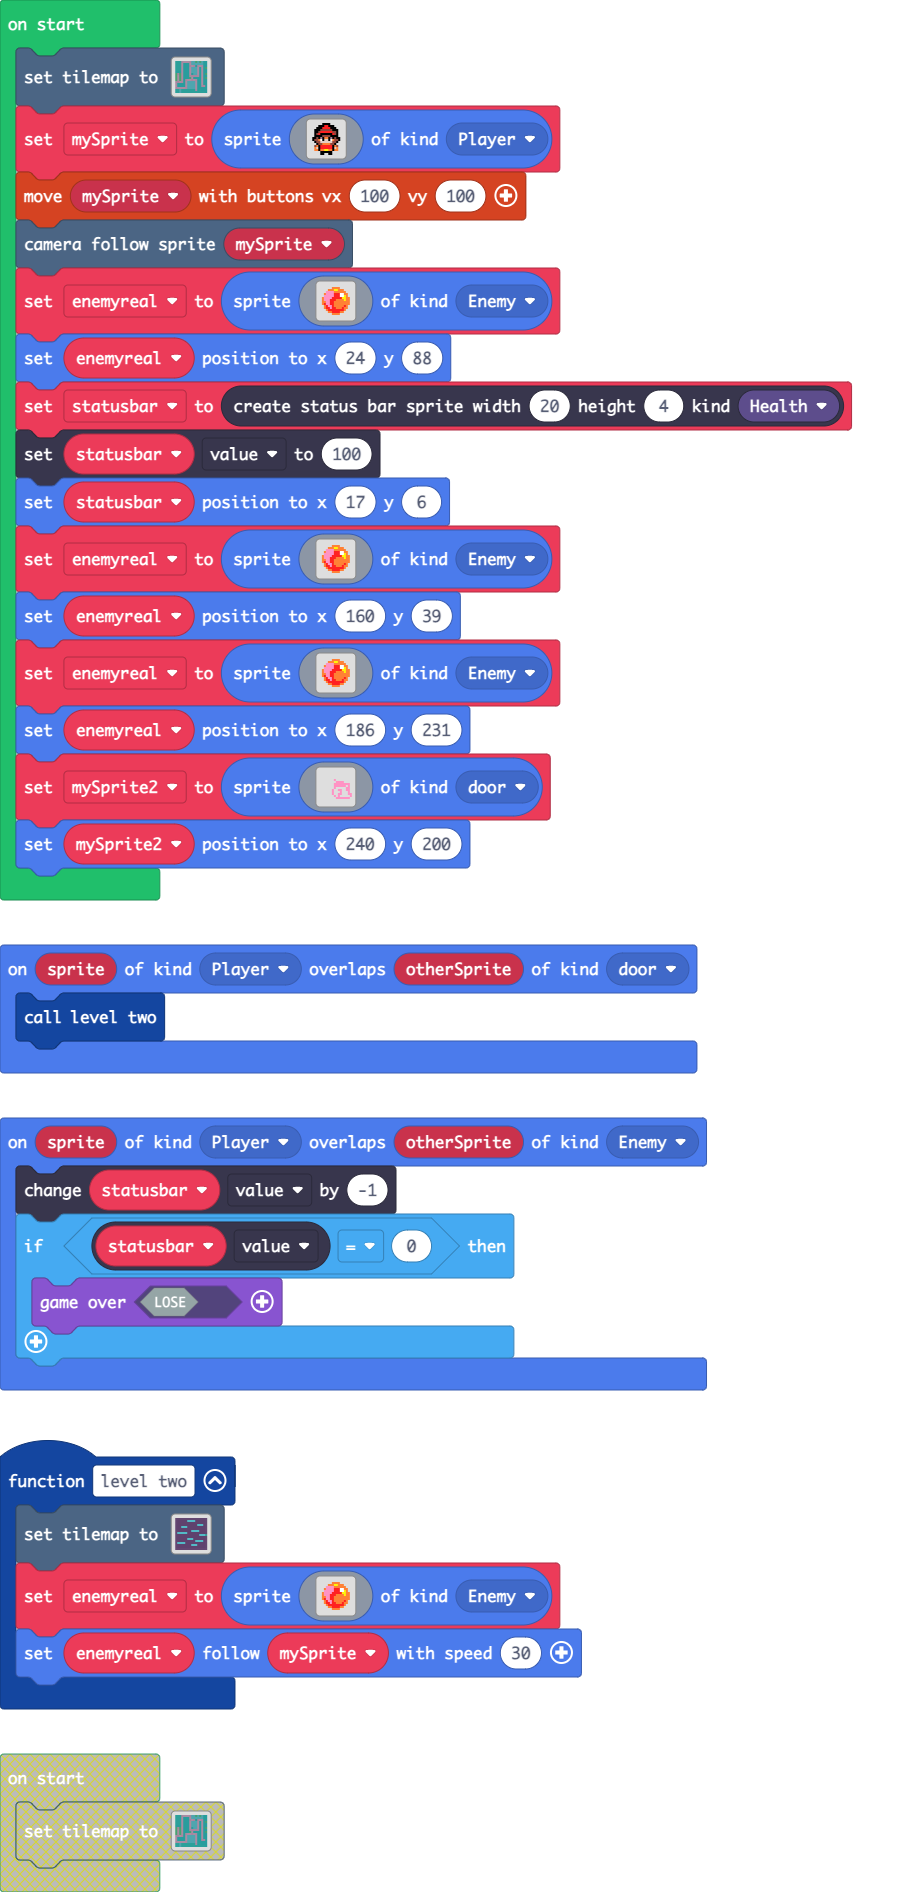 on start
set tilemap to
set mySprite to sprite of kind Player
move mySprite with buttons vx 100 vy 100
camera follow sprite mySprite
set enemyreal to sprite of kind Enemy
set enemyreal position to x 24 y 88
set statusbar to create status bar sprite width 20 height 4 kind Health
set statusbar value to 100
set statusbar position to x 17 y 6
set enemyreal to sprite of kind Enemy
set enemyreal position to x 160 y 39
set enemyreal to sprite of kind Enemy
set enemyreal position to x 186 y 231
set mySprite2 to sprite of kind door
set mySprite2 position to x 240 y 200
on sprite of kind Player overlaps otherSprite of kind door
call level two
on sprite of kind Player overlaps otherSprite of kind Enemy
change statusbar value by -1
if statusbar value = 0 then
game over LOSE
function level two
set tilemap to
set enemyreal to sprite of kind Enemy
set enemyreal follow mySprite with speed 30
on start
set tilemap to